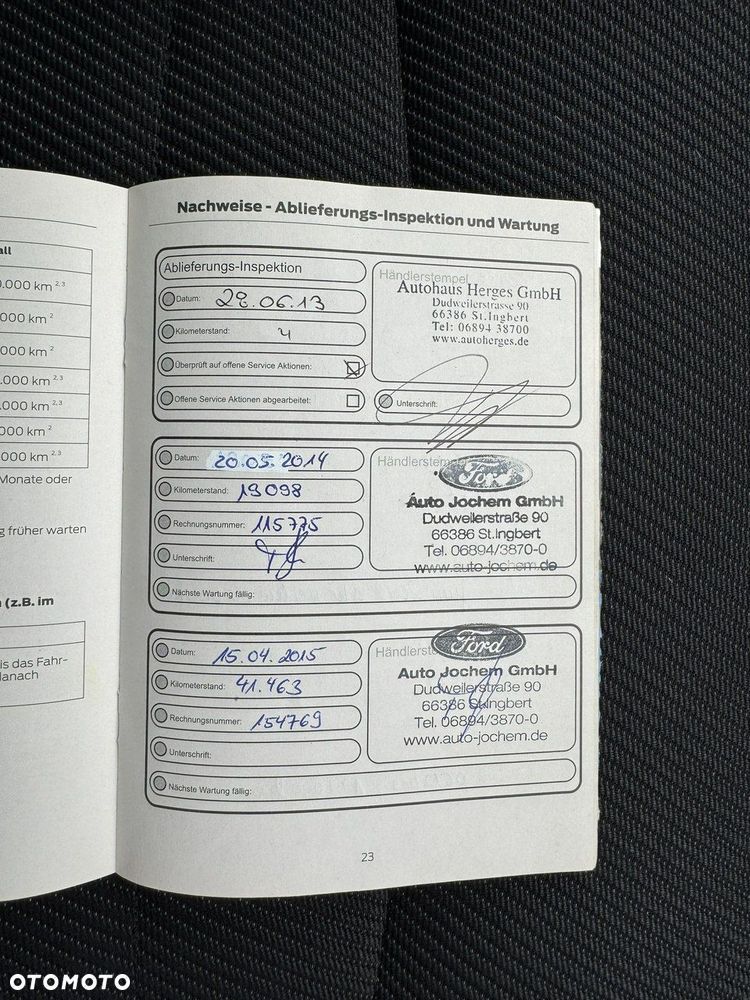 all
0.000 km 2,3
000 km 2
000 km 2
.000 km 2,3
.000 km 2,3
000 km 2
000 km 2,3
Monate oder
g früher warten
(z.B. im
is das Fahr-
danach
Nachweise - Ablieferungs-Inspektion und Wartung
Ablieferungs-Inspektion
Datum: 28.06.13
Kilometerstand: 4
Überprüft auf offene Service Aktionen:
Offene Service Aktionen abgearbeitet:
Händlerstempel
Autohaus Herges GmbH
Dudweilerstrasse 90
66386 St.Ingbert
Tel: 06894 38700
www.autoherges.de
Unterschrift:
Datum: 20.05.2014
Kilometerstand: 19098
Rechnungsnummer: 115775
Unterschrift:
Nächste Wartung fällig:
Händlerstempel
Ford
Auto Jochem GmbH
Dudweilerstraße 90
66386 St.Ingbert
Tel. 06894/3870-0
www.auto-jochem.de
Datum: 15.04.2015
Kilometerstand: 41.463
Rechnungsnummer: 154769
Unterschrift:
Nächste Wartung fällig:
Händlerst
Ford
Auto Jochem GmbH
Dudweilerstraße 90
66386 St.Ingbert
Tel. 06894/3870-0
www.auto-jochem.de
23
OTOMOTO